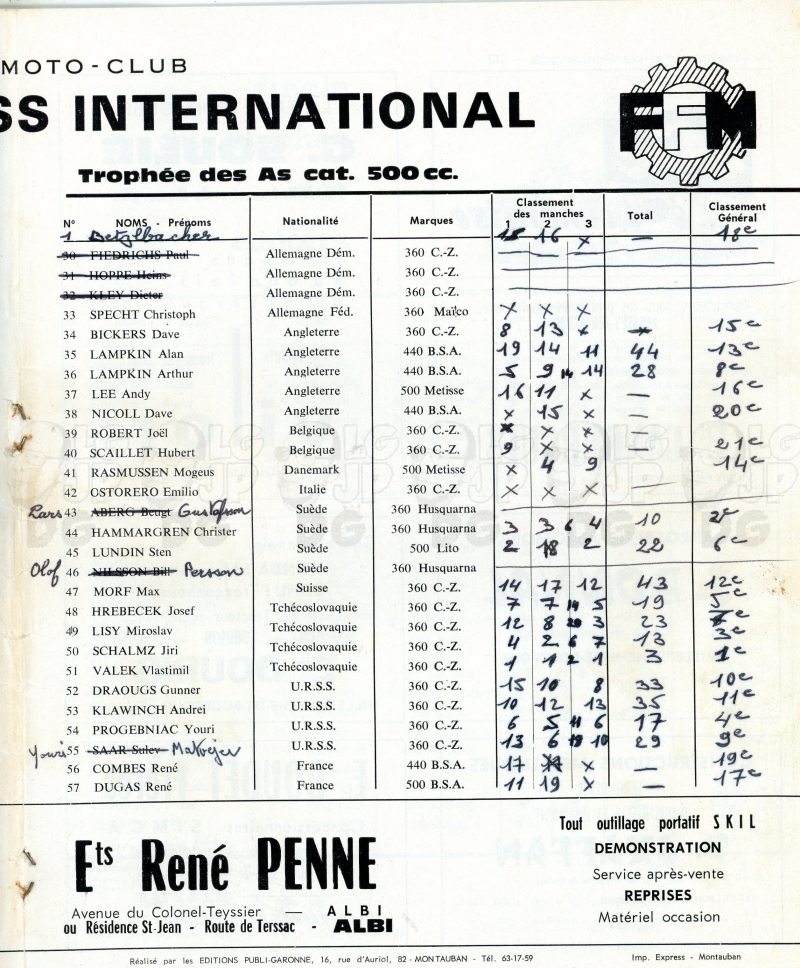 MOTO-CLUB
SS INTERNATIONAL
FFM
Trophée des As cat. 500 cc.
N° NOMS - Prénoms Nationalité Marques Classement des manches 1 2 3 Total Classement Général
1 Betzlbacher 15 16 x — 18e
30 FIEDRICHS Paul Allemagne Dém. 360 C.-Z.
31 HOPPE Heins Allemagne Dém. 360 C.-Z.
32 KLEY Dieter Allemagne Dém. 360 C.-Z.
33 SPECHT Christoph Allemagne Féd. 360 Maïco x x x
34 BICKERS Dave Angleterre 360 C.-Z. 8 13 x — 15e
35 LAMPKIN Alan Angleterre 440 B.S.A. 19 14 11 44 13e
36 LAMPKIN Arthur Angleterre 440 B.S.A. 5 9 14 28 8e
37 LEE Andy Angleterre 500 Metisse 16 11 x — 16e
38 NICOLL Dave Angleterre 440 B.S.A. x 15 x — 20e
39 ROBERT Joël Belgique 360 C.-Z. x x x
40 SCAILLET Hubert Belgique 360 C.-Z. 9 x x — 21e
41 RASMUSSEN Mogeus Danemark 500 Metisse x 4 9 14e
42 OSTORERO Emilio Italie 360 C.-Z. x x x —
Lars 43 ABERG Beugt Gustafsson Suède 360 Husquarna
44 HAMMARGREN Christer Suède 360 Husquarna 3 3 6 4 10 2e
45 LUNDIN Sten Suède 500 Lito 2 18 2 22 6e
Olof 46 NILSSON Bill Persson Suède 360 Husquarna
47 MORF Max Suisse 360 C.-Z. 14 17 12 43 12e
48 HREBECEK Josef Tchécoslovaquie 360 C.-Z. 7 7 14 5 19 5e
49 LISY Miroslav Tchécoslovaquie 360 C.-Z. 12 8 20 3 23 7e
50 SCHALMZ Jiri Tchécoslovaquie 360 C.-Z. 4 2 6 7 13 3e
51 VALEK Vlastimil Tchécoslovaquie 360 C.-Z. 1 1 2 1 3 1e
52 DRAOUGS Gunner U.R.S.S. 360 C.-Z. 15 10 8 33 10e
53 KLAWINCH Andrei U.R.S.S. 360 C.-Z. 10 12 13 35 11e
54 PROGEBNIAC Youri U.R.S.S. 360 C.-Z. 6 5 11 6 17 4e
Youri 55 SAAR Sulev Matvejev U.R.S.S. 360 C.-Z. 13 6 10 29 9e
56 COMBES René France 440 B.S.A. 17 x — 19e
57 DUGAS René France 500 B.S.A. 11 19 x — 17e
Ets René PENNE
Avenue du Colonel-Teyssier — ALBI
ou Résidence St-Jean - Route de Terssac - ALBI
Tout outillage portatif SKIL
DEMONSTRATION
Service après-vente
REPRISES
Matériel occasion
Réalisé par les EDITIONS PUBLI-GARONNE, 16, rue d'Auriol, 82 - MONTAUBAN - Tél. 63-17-59 Imp. Express - Montauban